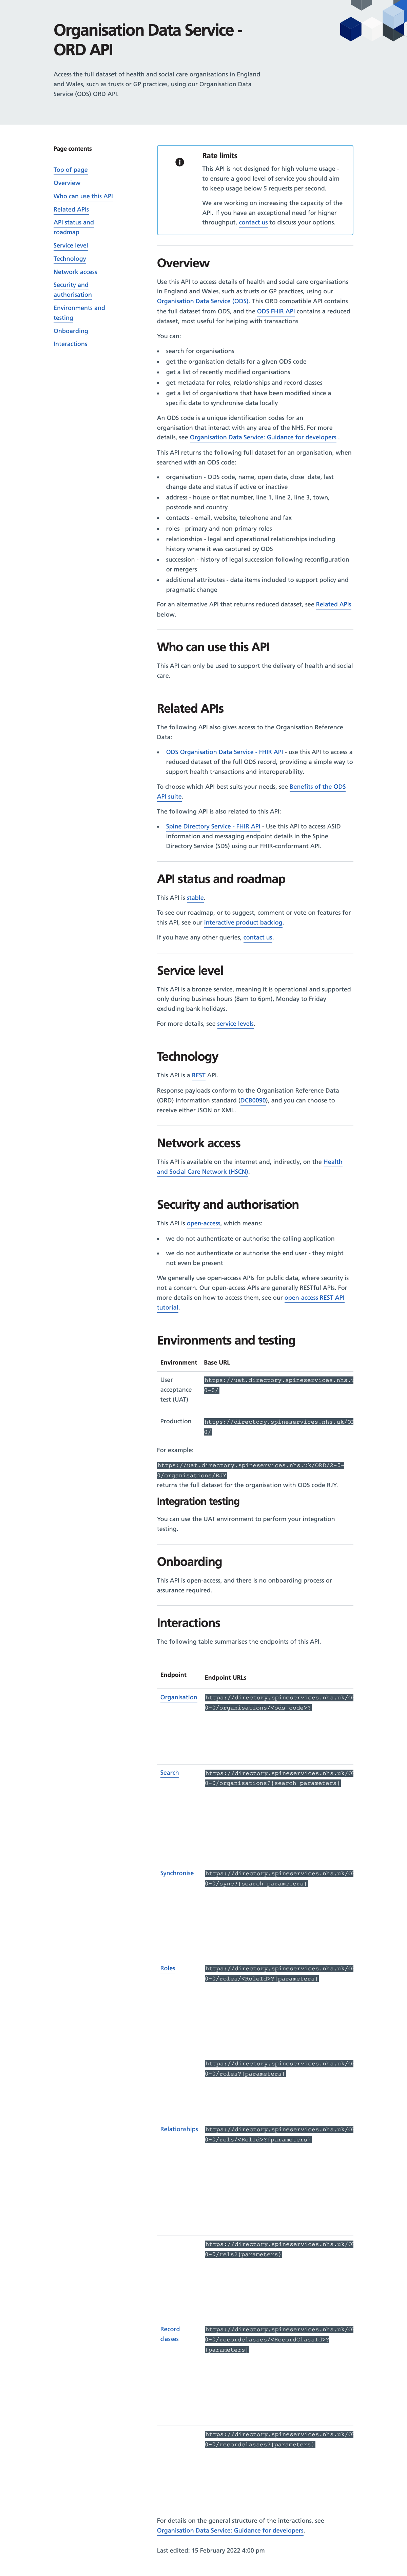 Organisation Data Service -
ORD API
Access the full dataset of health and social care organisations in England
and Wales, such as trusts or GP practices, using our Organisation Data
Service (ODS) ORD API.
Page contents
Top of page
Overview
Who can use this API
Related APIs
API status and
roadmap
Service level
Technology
Network access
Security and
authorisation
Environments and
testing
Onboarding
Interactions
Rate limits
This API is not designed for high volume usage -
to ensure a good level of service you should aim
to keep usage below 5 requests per second.
We are working on increasing the capacity of the
API. If you have an exceptional need for higher
throughput, contact us to discuss your options.
Overview
Use this API to access details of health and social care organisations
in England and Wales, such as trusts or GP practices, using our
Organisation Data Service (ODS). This ORD compatible API contains
the full dataset from ODS, and the ODS FHIR API contains a reduced
dataset, most useful for helping with transactions
You can:
search for organisations
get the organisation details for a given ODS code
get a list of recently modified organisations
get metadata for roles, relationships and record classes
get a list of organisations that have been modified since a
specific date to synchronise data locally
An ODS code is a unique identification codes for an
organisation that interact with any area of the NHS. For more
details, see Organisation Data Service: Guidance for developers .
This API returns the following full dataset for an organisation, when
searched with an ODS code:
organisation - ODS code, name, open date, close date, last
change date and status if active or inactive
address - house or flat number, line 1, line 2, line 3, town,
postcode and country
contacts - email, website, telephone and fax
roles - primary and non-primary roles
relationships - legal and operational relationships including
history where it was captured by ODS
succession - history of legal succession following reconfiguration
or mergers
additional attributes - data items included to support policy and
pragmatic change
For an alternative API that returns reduced dataset, see Related APIs
below.
Who can use this API
This API can only be used to support the delivery of health and social
care.
Related APIs
The following API also gives access to the Organisation Reference
Data:
ODS Organisation Data Service - FHIR API - use this API to access a
reduced dataset of the full ODS record, providing a simple way to
support health transactions and interoperability.
To choose which API best suits your needs, see Benefits of the ODS
API suite.
The following API is also related to this API:
Spine Directory Service - FHIR API - Use this API to access ASID
information and messaging endpoint details in the Spine
Directory Service (SDS) using our FHIR-conformant API.
API status and roadmap
This API is stable.
To see our roadmap, or to suggest, comment or vote on features for
this API, see our interactive product backlog.
If you have any other queries, contact us.
Service level
This API is a bronze service, meaning it is operational and supported
only during business hours (8am to 6pm), Monday to Friday
excluding bank holidays.
For more details, see service levels.
Technology
This API is a REST API.
Response payloads conform to the Organisation Reference Data
(ORD) information standard (DCB0090), and you can choose to
receive either JSON or XML.
Network access
This API is available on the internet and, indirectly, on the Health
and Social Care Network (HSCN).
Security and authorisation
This API is open-access, which means:
we do not authenticate or authorise the calling application
we do not authenticate or authorise the end user - they might
not even be present
We generally use open-access APIs for public data, where security is
not a concern. Our open-access APIs are generally RESTful APIs. For
more details on how to access them, see our open-access REST API
tutorial.
Environments and testing
Environment Base URL
User
acceptance
test (UAT)
https://uat.directory.spineservices.nhs.u
0-0/
Production
https://directory.spineservices.nhs.uk/OR
0/
For example:
https://uat.directory.spineservices.nhs.uk/ORD/2-0-
0/organisations/RJY
returns the full dataset for the organisation with ODS code RJY.
Integration testing
You can use the UAT environment to perform your integration
testing.
Onboarding
This API is open-access, and there is no onboarding process or
assurance required.
Interactions
The following table summarises the endpoints of this API.
Endpoint Endpoint URLs
Organisation
https://directory.spineservices.nhs.uk/OR
0-0/organisations/<ods_code>?
Search
https://directory.spineservices.nhs.uk/OR
0-0/organisations?(search parameters)
Synchronise
https://directory.spineservices.nhs.uk/OR
0-0/sync?(search parameters)
Roles
https://directory.spineservices.nhs.uk/OR
0-0/roles/<RoleId>?(parameters)
https://directory.spineservices.nhs.uk/OR
0-0/roles?(parameters)
Relationships
https://directory.spineservices.nhs.uk/OR
0-0/rels/<RelId>?(parameters)
https://directory.spineservices.nhs.uk/OR
0-0/rels?(parameters)
Record
classes
https://directory.spineservices.nhs.uk/OR
0-0/recordclasses/<RecordClassId>?
(parameters)
https://directory.spineservices.nhs.uk/OR
0-0/recordclasses?(parameters)
For details on the general structure of the interactions, see
Organisation Data Service: Guidance for developers.
Last edited: 15 February 2022 4:00 pm